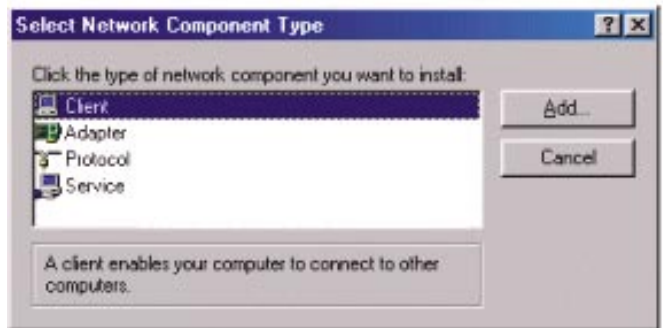 Select Network Component Type
Click the type of network component you want to install:
Client
Adapter
Protocol
Service
Add...
Cancel
A client enables your computer to connect to other
computers.